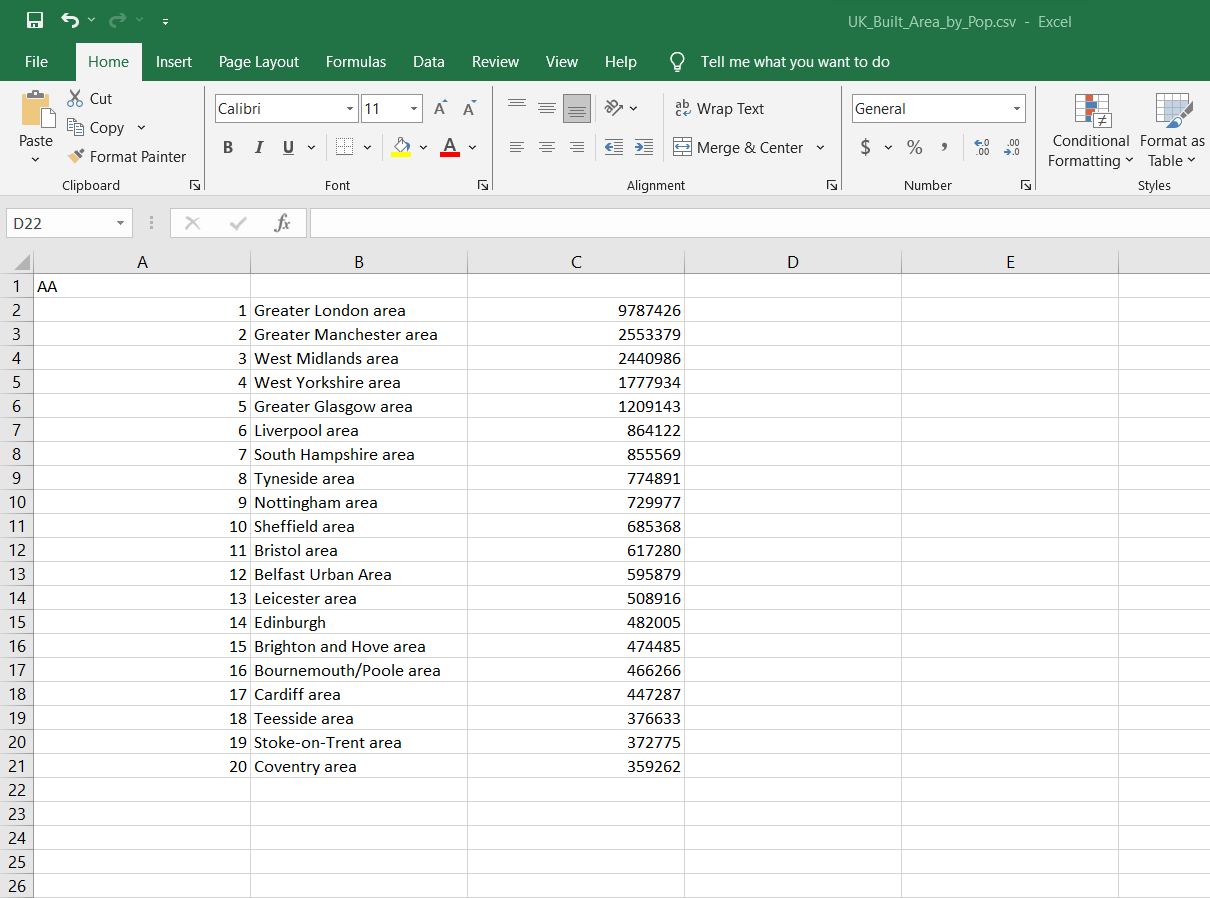 UK_Built_Area_by_Pop.csv - Excel
File Home Insert Page Layout Formulas Data Review View Help Tell me what you want to do
Paste
Cut
Copy
Format Painter
Clipboard
Calibri 11
B I U A
Font
ab Wrap Text
Merge & Center
Alignment
General
$ % ,
Number
Conditional Formatting
Format as Table
Styles
D22 fx
A B C D E
1 AA
2 1 Greater London area 9787426
3 2 Greater Manchester area 2553379
4 3 West Midlands area 2440986
5 4 West Yorkshire area 1777934
6 5 Greater Glasgow area 1209143
7 6 Liverpool area 864122
8 7 South Hampshire area 855569
9 8 Tyneside area 774891
10 9 Nottingham area 729977
11 10 Sheffield area 685368
12 11 Bristol area 617280
13 12 Belfast Urban Area 595879
14 13 Leicester area 508916
15 14 Edinburgh 482005
16 15 Brighton and Hove area 474485
17 16 Bournemouth/Poole area 466266
18 17 Cardiff area 447287
19 18 Teesside area 376633
20 19 Stoke-on-Trent area 372775
21 20 Coventry area 359262
22
23
24
25
26